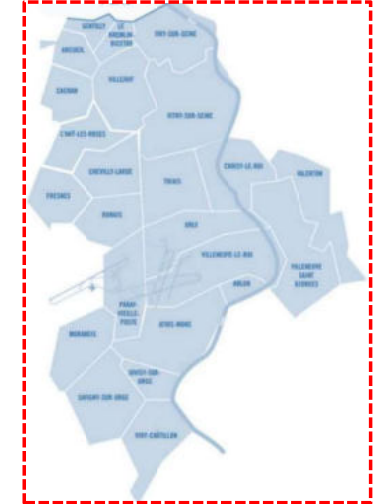 GENTILLY
LE
KREMLIN-
BICETRE
IVRY-SUR-SEINE
ARCUEIL
VILLEJUIF
CACHAN
VITRY-SUR-SEINE
L'HAY-LES-ROSES
CHOISY-LE-ROI
CHEVILLY-LARUE
VALENTON
THIAIS
FRESNES
RUNGIS
ORLY
VILLENEUVE-LE-ROI
VILLENEUVE
SAINT
GEORGES
ABLON
PARAY-
VIEILLE-
POSTE
ATHIS-MONS
MORANGIS
JUVISY-SUR-
ORGE
SAVIGNY-SUR-ORGE
VIRY-CHATILLON